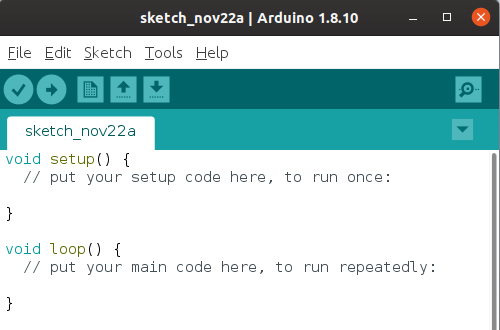 sketch_nov22a | Arduino 1.8.10
File Edit Sketch Tools Help
sketch_nov22a
void setup() {
  // put your setup code here, to run once:
}
void loop() {
  // put your main code here, to run repeatedly:
}